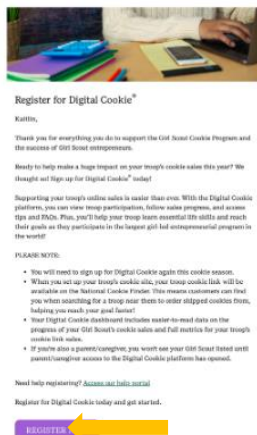 Register for Digital Cookie®
Kaitlin,
Thank you for everything you do to support the Girl Scout Cookie Program and
the success of Girl Scout entrepreneurs.
Ready to help make a huge impact on your troop's cookie sales this year? We
thought so! Sign up for Digital Cookie® today!
Supporting your troop's online sales is easier than ever. With the Digital Cookie
platform, you can view troop participation, follow sales progress, and access
tips and FAQs. Plus, you'll help your troop learn essential life skills and reach
their goals as they participate in the largest girl-led entrepreneurial program in
the world!
PLEASE NOTE:
• You will need to sign up for Digital Cookie again this cookie season.
• When you set up your troop's cookie site, your troop cookie link will be
available on the National Cookie Finder. This means customers can find
you when searching for a troop near them to order shipped cookies from,
helping you reach your goal faster!
• Your Digital Cookie dashboard includes easier-to-read data on the
progress of your Girl Scout's cookie sales and full metrics for your troop's
cookie link sales.
• If you're also a parent/caregiver, you won't see your Girl Scout listed until
parent/caregiver access to the Digital Cookie platform has opened.
Need help registering? Access our help portal
Register for Digital Cookie today and get started.
REGISTER